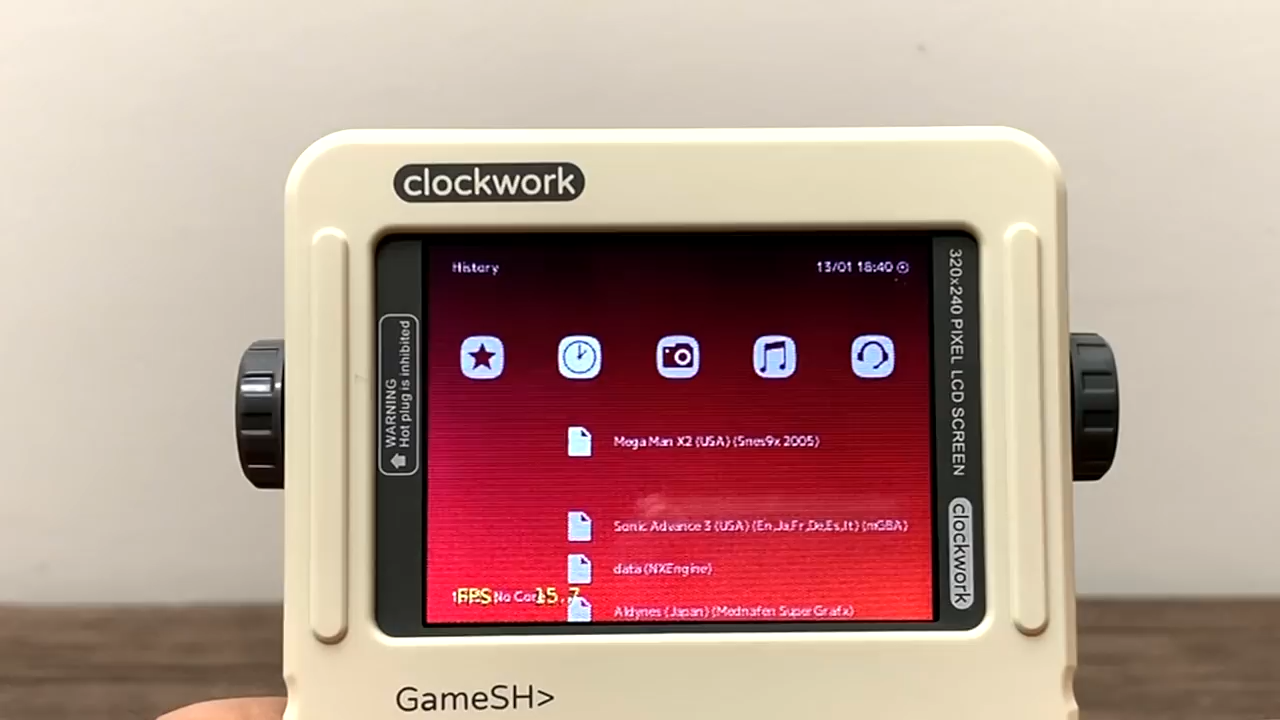 clockwork
History
13/01 18:40
WARNING
Hot plug is inhibited
320x240 PIXEL LCD SCREEN
Mega Man X2 (USA) (Snes9x 2005)
Sonic Advance 3 (USA) (En,Ja,Fr,De,Es,It) (mGBA)
data (NXEngine)
FPS 15.7
No
Aldynes (Japan) (Mednafen SuperGrafx)
clockwork
GameSH>